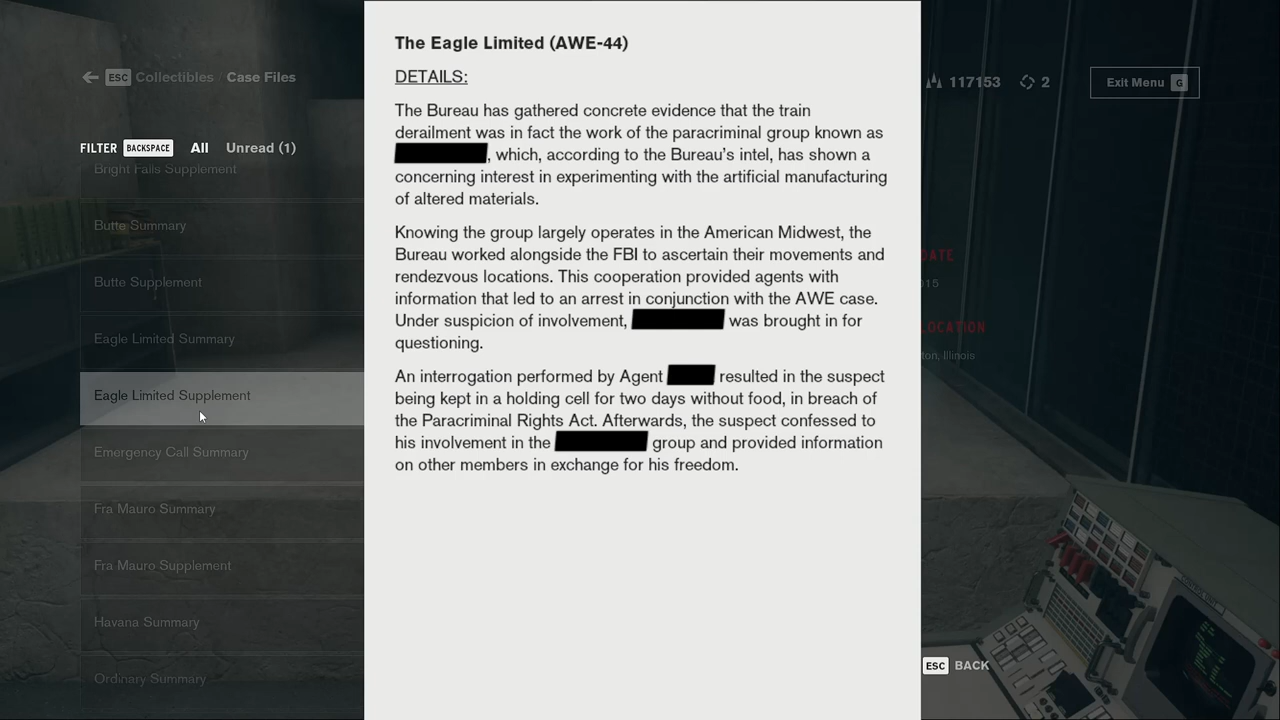 ESC Collectibles / Case Files
117153
2
Exit Menu G
FILTER BACKSPACE All Unread (1)
Bright Falls Supplement
Butte Summary
Butte Supplement
Eagle Limited Summary
Eagle Limited Supplement
Emergency Call Summary
Fra Mauro Summary
Fra Mauro Supplement
Havana Summary
Ordinary Summary
The Eagle Limited (AWE-44)
DETAILS:
The Bureau has gathered concrete evidence that the train
derailment was in fact the work of the paracriminal group known as
, which, according to the Bureau's intel, has shown a
concerning interest in experimenting with the artificial manufacturing
of altered materials.
Knowing the group largely operates in the American Midwest, the
Bureau worked alongside the FBI to ascertain their movements and
rendezvous locations. This cooperation provided agents with
information that led to an arrest in conjunction with the AWE case.
Under suspicion of involvement, was brought in for
questioning.
An interrogation performed by Agent resulted in the suspect
being kept in a holding cell for two days without food, in breach of
the Paracriminal Rights Act. Afterwards, the suspect confessed to
his involvement in the group and provided information
on other members in exchange for his freedom.
DATE
015
LOCATION
ton, Illinois
ESC BACK